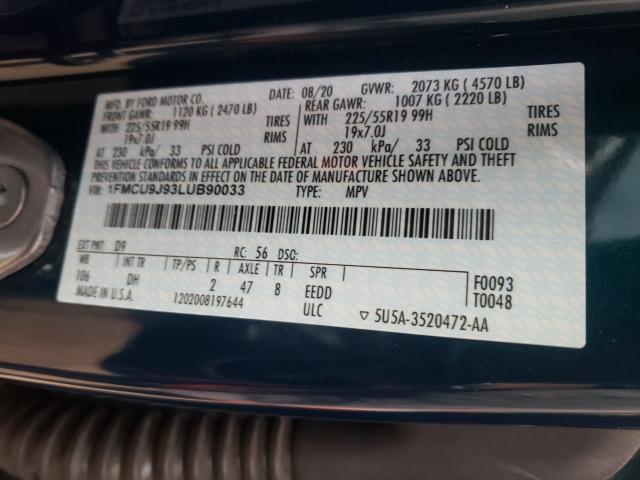 MFD. BY FORD MOTOR CO.
DATE: 08/20 GVWR: 2073 KG ( 4570 LB)
FRONT GAWR: 1120 KG ( 2470 LB) REAR GAWR: 1007 KG ( 2220 LB)
WITH 225/55R19 99H TIRES WITH 225/55R19 99H TIRES
19x7.0J RIMS 19x7.0J RIMS
AT 230 kPa/ 33 PSI COLD AT 230 kPa/ 33 PSI COLD
THIS VEHICLE CONFORMS TO ALL APPLICABLE FEDERAL MOTOR VEHICLE SAFETY AND THEFT
PREVENTION STANDARDS IN EFFECT ON THE DATE OF MANUFACTURE SHOWN ABOVE.
VIN: 1FMCU9J93LUB90033 TYPE: MPV
EXT PNT: D9 RC: 56 DSO:
WB INT TR TP/PS R AXLE TR SPR F0093
106 DH 2 47 8 EEDD T0048
MADE IN U.S.A. 1202008197644 ULC ▽ 5U5A-3520472-AA